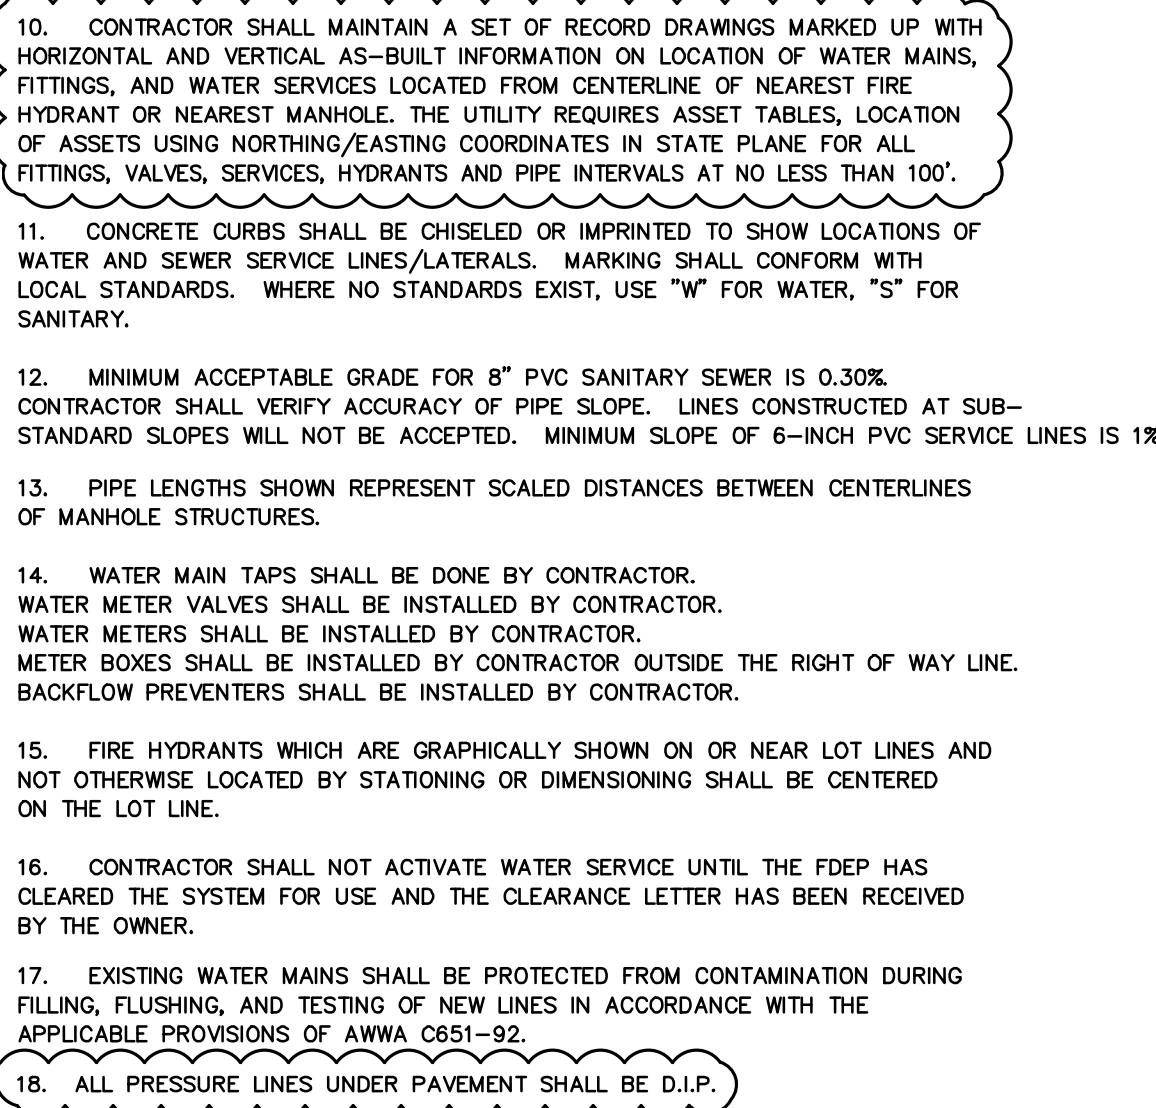 10. CONTRACTOR SHALL MAINTAIN A SET OF RECORD DRAWINGS MARKED UP WITH
HORIZONTAL AND VERTICAL AS-BUILT INFORMATION ON LOCATION OF WATER MAINS,
FITTINGS, AND WATER SERVICES LOCATED FROM CENTERLINE OF NEAREST FIRE
HYDRANT OR NEAREST MANHOLE. THE UTILITY REQUIRES ASSET TABLES, LOCATION
OF ASSETS USING NORTHING/EASTING COORDINATES IN STATE PLANE FOR ALL
FITTINGS, VALVES, SERVICES, HYDRANTS AND PIPE INTERVALS AT NO LESS THAN 100'.
11. CONCRETE CURBS SHALL BE CHISELED OR IMPRINTED TO SHOW LOCATIONS OF
WATER AND SEWER SERVICE LINES/LATERALS. MARKING SHALL CONFORM WITH
LOCAL STANDARDS. WHERE NO STANDARDS EXIST, USE "W" FOR WATER, "S" FOR
SANITARY.
12. MINIMUM ACCEPTABLE GRADE FOR 8" PVC SANITARY SEWER IS 0.30%.
CONTRACTOR SHALL VERIFY ACCURACY OF PIPE SLOPE. LINES CONSTRUCTED AT SUB-
STANDARD SLOPES WILL NOT BE ACCEPTED. MINIMUM SLOPE OF 6-INCH PVC SERVICE LINES IS 1%
13. PIPE LENGTHS SHOWN REPRESENT SCALED DISTANCES BETWEEN CENTERLINES
OF MANHOLE STRUCTURES.
14. WATER MAIN TAPS SHALL BE DONE BY CONTRACTOR.
WATER METER VALVES SHALL BE INSTALLED BY CONTRACTOR.
WATER METERS SHALL BE INSTALLED BY CONTRACTOR.
METER BOXES SHALL BE INSTALLED BY CONTRACTOR OUTSIDE THE RIGHT OF WAY LINE.
BACKFLOW PREVENTERS SHALL BE INSTALLED BY CONTRACTOR.
15. FIRE HYDRANTS WHICH ARE GRAPHICALLY SHOWN ON OR NEAR LOT LINES AND
NOT OTHERWISE LOCATED BY STATIONING OR DIMENSIONING SHALL BE CENTERED
ON THE LOT LINE.
16. CONTRACTOR SHALL NOT ACTIVATE WATER SERVICE UNTIL THE FDEP HAS
CLEARED THE SYSTEM FOR USE AND THE CLEARANCE LETTER HAS BEEN RECEIVED
BY THE OWNER.
17. EXISTING WATER MAINS SHALL BE PROTECTED FROM CONTAMINATION DURING
FILLING, FLUSHING, AND TESTING OF NEW LINES IN ACCORDANCE WITH THE
APPLICABLE PROVISIONS OF AWWA C651-92.
18. ALL PRESSURE LINES UNDER PAVEMENT SHALL BE D.I.P.